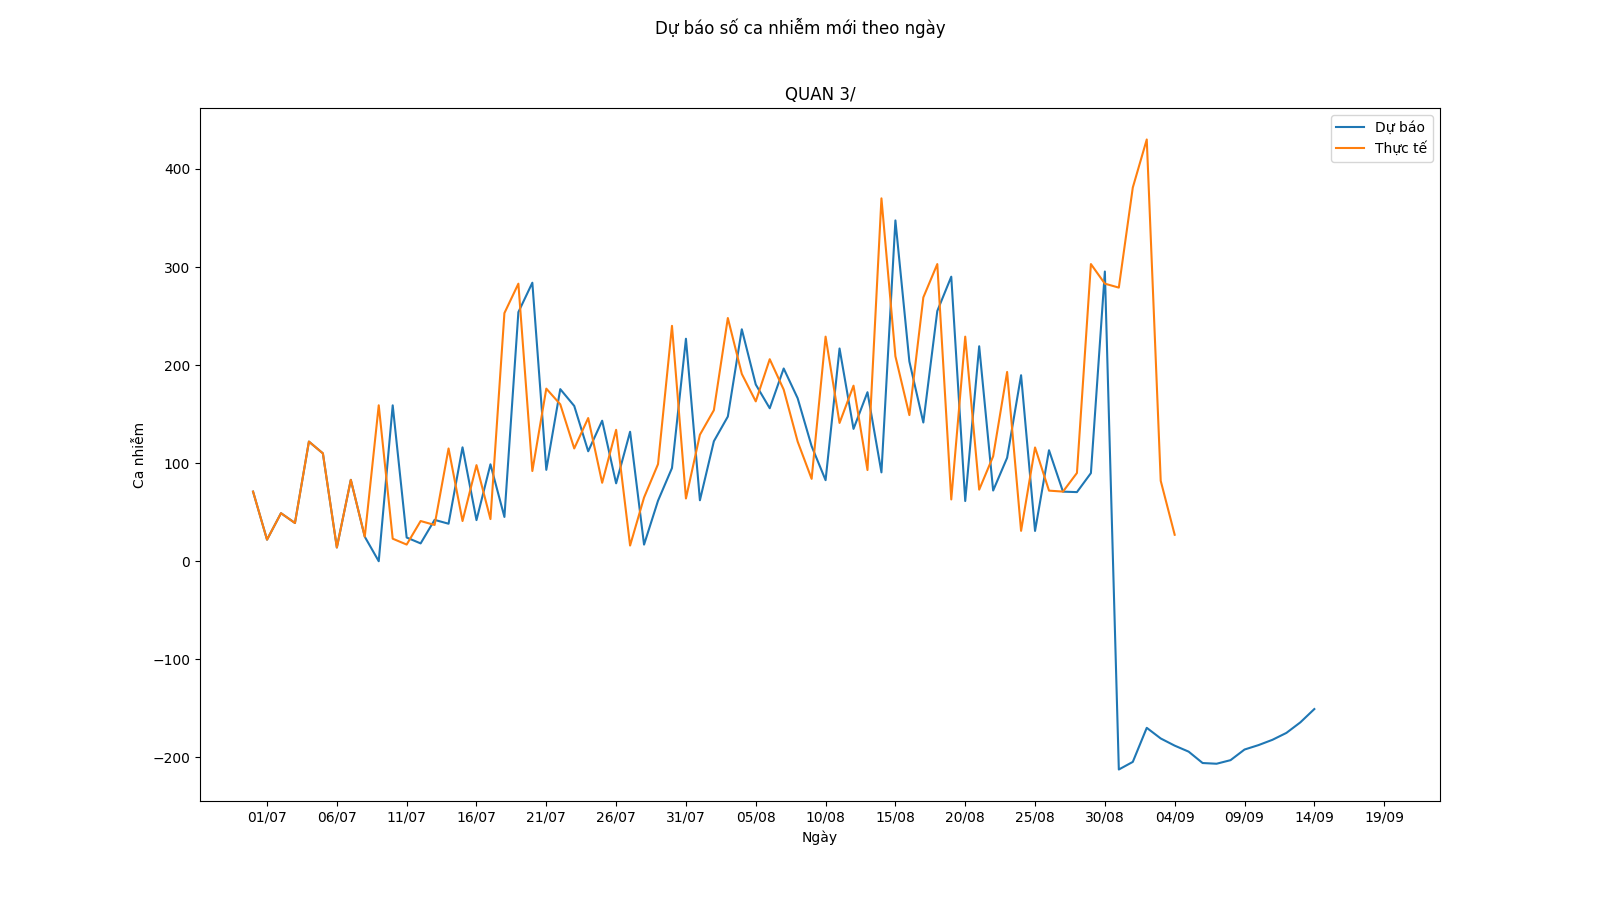 Dự báo số ca nhiễm mới theo ngày
QUAN 3/
Dự báo
Thực tế
400
300
200
100
0
−100
−200
Ca nhiễm
01/07 06/07 11/07 16/07 21/07 26/07 31/07 05/08 10/08 15/08 20/08 25/08 30/08 04/09 09/09 14/09 19/09
Ngày